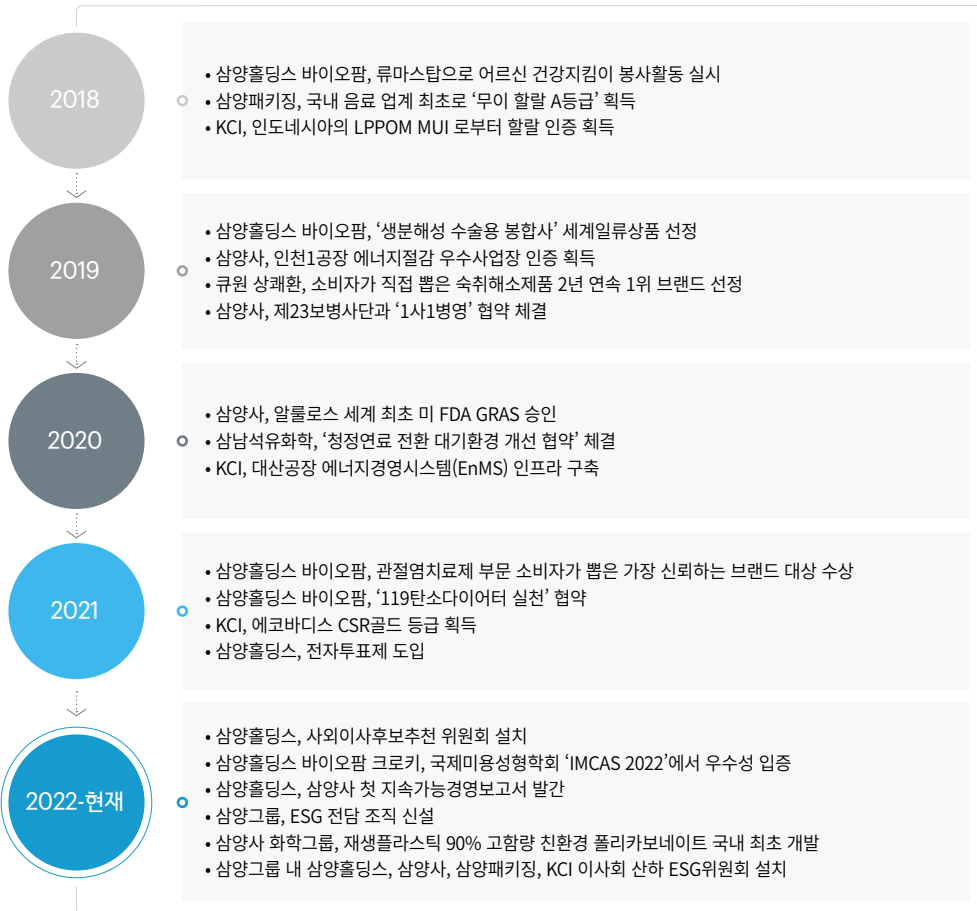 2018
• 삼양홀딩스 바이오팜, 류마스탑으로 어르신 건강지킴이 봉사활동 실시
• 삼양패키징, 국내 음료 업계 최초로 ‘무이 할랄 A등급’ 획득
• KCI, 인도네시아의 LPPOM MUI 로부터 할랄 인증 획득
2019
• 삼양홀딩스 바이오팜, ‘생분해성 수술용 봉합사’ 세계일류상품 선정
• 삼양사, 인천1공장 에너지절감 우수사업장 인증 획득
• 큐원 상쾌환, 소비자가 직접 뽑은 숙취해소제품 2년 연속 1위 브랜드 선정
• 삼양사, 제23보병사단과 ‘1사1병영’ 협약 체결
2020
• 삼양사, 알룰로스 세계 최초 미 FDA GRAS 승인
• 삼남석유화학, ‘청정연료 전환 대기환경 개선 협약’ 체결
• KCI, 대산공장 에너지경영시스템(EnMS) 인프라 구축
2021
• 삼양홀딩스 바이오팜, 관절염치료제 부문 소비자가 뽑은 가장 신뢰하는 브랜드 대상 수상
• 삼양홀딩스 바이오팜, ‘119탄소다이어터 실천’ 협약
• KCI, 에코바디스 CSR골드 등급 획득
• 삼양홀딩스, 전자투표제 도입
2022-현재
• 삼양홀딩스, 사외이사후보추천 위원회 설치
• 삼양홀딩스 바이오팜 크로키, 국제미용성형학회 ‘IMCAS 2022’에서 우수성 입증
• 삼양홀딩스, 삼양사 첫 지속가능경영보고서 발간
• 삼양그룹, ESG 전담 조직 신설
• 삼양사 화학그룹, 재생플라스틱 90% 고함량 친환경 폴리카보네이트 국내 최초 개발
• 삼양그룹 내 삼양홀딩스, 삼양사, 삼양패키징, KCI 이사회 산하 ESG위원회 설치